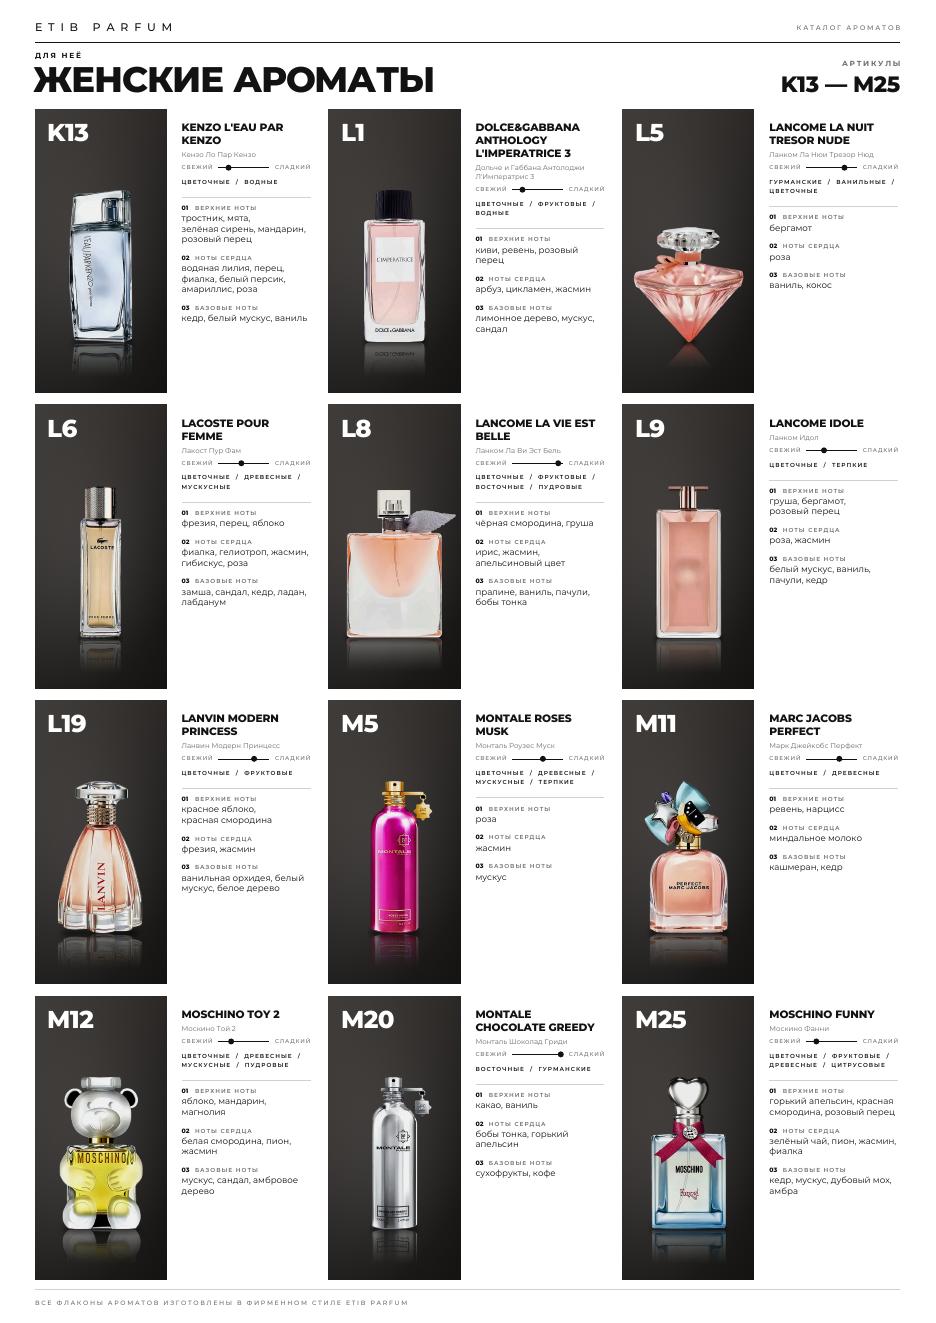 ETIB PARFUM
КАТАЛОГ АРОМАТОВ
ДЛЯ НЕЁ
ЖЕНСКИЕ АРОМАТЫ
АРТИКУЛЫ
K13 — M25
K13
L'EAU PAR KENZO
KENZO L'EAU PAR
KENZO
Кензо Ло Пар Кензо
СВЕЖИЙ СЛАДКИЙ
ЦВЕТОЧНЫЕ / ВОДНЫЕ
01 ВЕРХНИЕ НОТЫ
тростник, мята,
зелёная сирень, мандарин,
розовый перец
02 НОТЫ СЕРДЦА
водяная лилия, перец,
фиалка, белый персик,
амариллис, роза
03 БАЗОВЫЕ НОТЫ
кедр, белый мускус, ваниль
L1
L'IMPERATRICE
DOLCE&GABBANA
DOLCE&GABBANA
ANTHOLOGY
L'IMPERATRICE 3
Дольче и Габбана Антолоджи
Л'Императрис 3
СВЕЖИЙ СЛАДКИЙ
ЦВЕТОЧНЫЕ / ФРУКТОВЫЕ /
ВОДНЫЕ
01 ВЕРХНИЕ НОТЫ
киви, ревень, розовый
перец
02 НОТЫ СЕРДЦА
арбуз, цикламен, жасмин
03 БАЗОВЫЕ НОТЫ
лимонное дерево, мускус,
сандал
L5
LANCOME LA NUIT
TRESOR NUDE
Ланком Ла Нюи Трезор Нюд
СВЕЖИЙ СЛАДКИЙ
ГУРМАНСКИЕ / ВАНИЛЬНЫЕ /
ЦВЕТОЧНЫЕ
01 ВЕРХНИЕ НОТЫ
бергамот
02 НОТЫ СЕРДЦА
роза
03 БАЗОВЫЕ НОТЫ
ваниль, кокос
L6
LACOSTE
POUR FEMME
LACOSTE POUR
FEMME
Лакост Пур Фам
СВЕЖИЙ СЛАДКИЙ
ЦВЕТОЧНЫЕ / ДРЕВЕСНЫЕ /
МУСКУСНЫЕ
01 ВЕРХНИЕ НОТЫ
фрезия, перец, яблоко
02 НОТЫ СЕРДЦА
фиалка, гелиотроп, жасмин,
гибискус, роза
03 БАЗОВЫЕ НОТЫ
замша, сандал, кедр, ладан,
лабданум
L8
LANCOME LA VIE EST
BELLE
Ланком Ла Ви Эст Бель
СВЕЖИЙ СЛАДКИЙ
ЦВЕТОЧНЫЕ / ФРУКТОВЫЕ /
ВОСТОЧНЫЕ / ПУДРОВЫЕ
01 ВЕРХНИЕ НОТЫ
чёрная смородина, груша
02 НОТЫ СЕРДЦА
ирис, жасмин,
апельсиновый цвет
03 БАЗОВЫЕ НОТЫ
пралине, ваниль, пачули,
бобы тонка
L9
LANCOME IDOLE
Ланком Идол
СВЕЖИЙ СЛАДКИЙ
ЦВЕТОЧНЫЕ / ТЕРПКИЕ
01 ВЕРХНИЕ НОТЫ
груша, бергамот,
розовый перец
02 НОТЫ СЕРДЦА
роза, жасмин
03 БАЗОВЫЕ НОТЫ
белый мускус, ваниль,
пачули, кедр
L19
LANVIN
LANVIN MODERN
PRINCESS
Ланвин Модерн Принцесс
СВЕЖИЙ СЛАДКИЙ
ЦВЕТОЧНЫЕ / ФРУКТОВЫЕ
01 ВЕРХНИЕ НОТЫ
красное яблоко,
красная смородина
02 НОТЫ СЕРДЦА
фрезия, жасмин
03 БАЗОВЫЕ НОТЫ
ванильная орхидея, белый
мускус, белое дерево
M5
MONTALE
MONTALE ROSES
MUSK
Монталь Роузес Муск
СВЕЖИЙ СЛАДКИЙ
ЦВЕТОЧНЫЕ / ДРЕВЕСНЫЕ /
МУСКУСНЫЕ / ТЕРПКИЕ
01 ВЕРХНИЕ НОТЫ
роза
02 НОТЫ СЕРДЦА
жасмин
03 БАЗОВЫЕ НОТЫ
мускус
M11
PERFECT
MARC JACOBS
MARC JACOBS
PERFECT
Марк Джейкобс Перфект
СВЕЖИЙ СЛАДКИЙ
ЦВЕТОЧНЫЕ / ДРЕВЕСНЫЕ
01 ВЕРХНИЕ НОТЫ
ревень, нарцисс
02 НОТЫ СЕРДЦА
миндальное молоко
03 БАЗОВЫЕ НОТЫ
кашмеран, кедр
M12
MOSCHINO
MOSCHINO TOY 2
Москино Той 2
СВЕЖИЙ СЛАДКИЙ
ЦВЕТОЧНЫЕ / ДРЕВЕСНЫЕ /
МУСКУСНЫЕ / ПУДРОВЫЕ
01 ВЕРХНИЕ НОТЫ
яблоко, мандарин,
магнолия
02 НОТЫ СЕРДЦА
белая смородина, пион,
жасмин
03 БАЗОВЫЕ НОТЫ
мускус, сандал, амбровое
дерево
M20
MONTALE
MONTALE
CHOCOLATE GREEDY
Монталь Шоколад Гриди
СВЕЖИЙ СЛАДКИЙ
ВОСТОЧНЫЕ / ГУРМАНСКИЕ
01 ВЕРХНИЕ НОТЫ
какао, ваниль
02 НОТЫ СЕРДЦА
бобы тонка, горький
апельсин
03 БАЗОВЫЕ НОТЫ
сухофрукты, кофе
M25
MOSCHINO
Funny!
MOSCHINO FUNNY
Москино Фанни
СВЕЖИЙ СЛАДКИЙ
ЦВЕТОЧНЫЕ / ФРУКТОВЫЕ /
ДРЕВЕСНЫЕ / ЦИТРУСОВЫЕ
01 ВЕРХНИЕ НОТЫ
горький апельсин, красная
смородина, розовый перец
02 НОТЫ СЕРДЦА
зелёный чай, пион, жасмин,
фиалка
03 БАЗОВЫЕ НОТЫ
кедр, мускус, дубовый мох,
амбра
ВСЕ ФЛАКОНЫ АРОМАТОВ ИЗГОТОВЛЕНЫ В ФИРМЕННОМ СТИЛЕ ETIB PARFUM